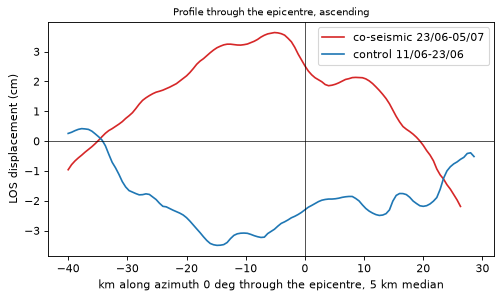 Profile through the epicentre, ascending
co-seismic 23/06-05/07
control 11/06-23/06
LOS displacement (cm)
3
2
1
0
−1
−2
−3
−40 −30 −20 −10 0 10 20 30
km along azimuth 0 deg through the epicentre, 5 km median